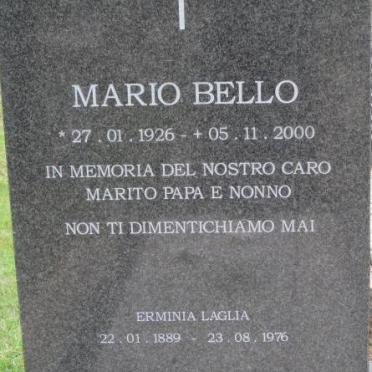 MARIO BELLO
* 27 . 01 . 1926 - + 05 . 11 . 2000
IN MEMORIA DEL NOSTRO CARO
MARITO PAPA E NONNO
NON TI DIMENTICHIAMO MAI
ERMINIA LAGLIA
22 . 01 . 1889 - 23 . 08 . 1976